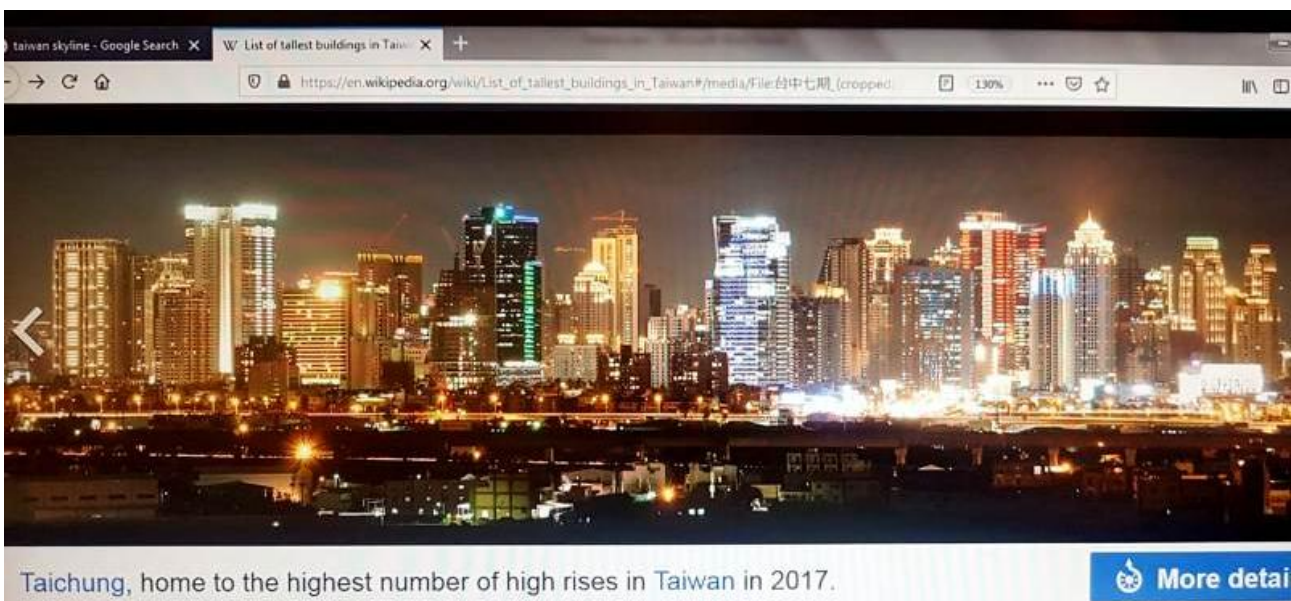 taiwan skyline - Google Search
W List of tallest buildings in Taiw
https://en.wikipedia.org/wiki/List_of_tallest_buildings_in_Taiwan#/media/File:台中七期_(cropped
130%
Taichung, home to the highest number of high rises in Taiwan in 2017.
More detai